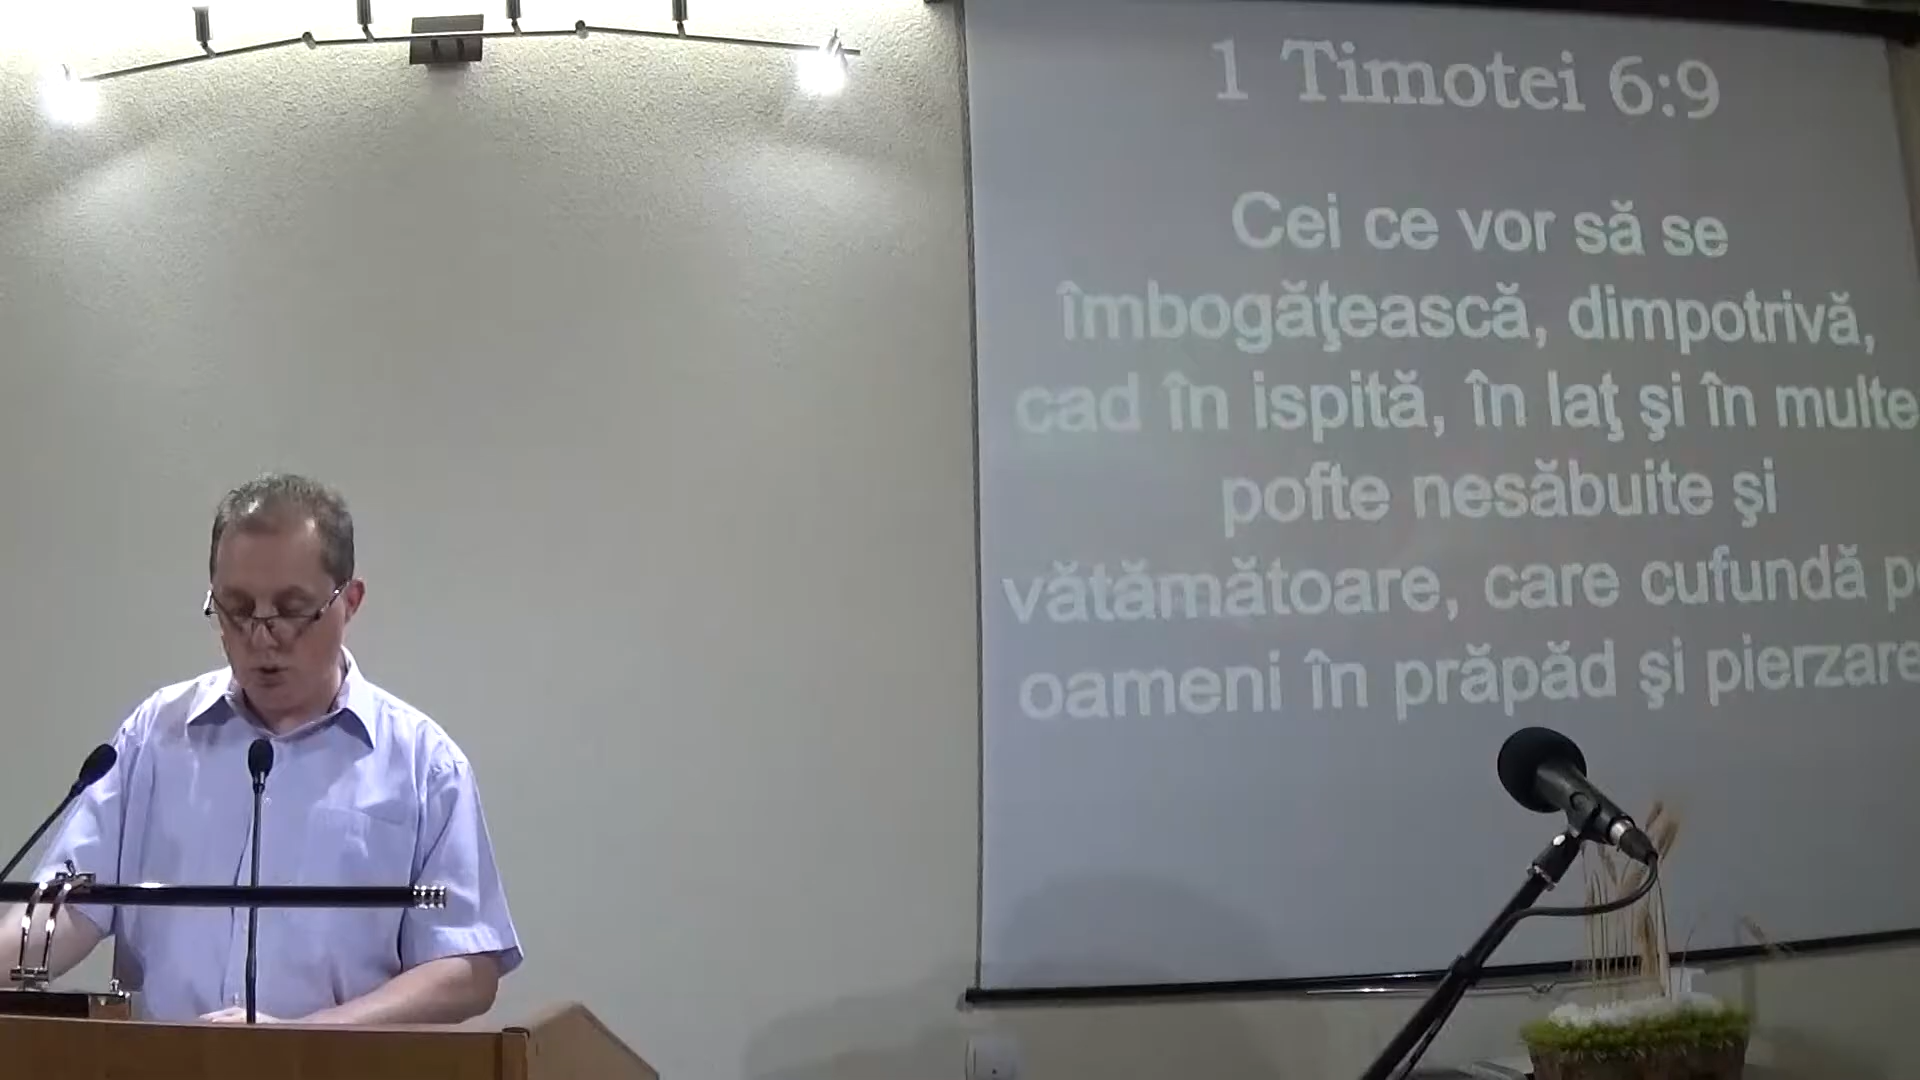 1 Timotei 6:9
Cei ce vor să se
îmbogăţească, dimpotrivă,
cad în ispită, în laţ şi în multe
pofte nesăbuite şi
vătămătoare, care cufundă
oameni în prăpăd şi pierzare